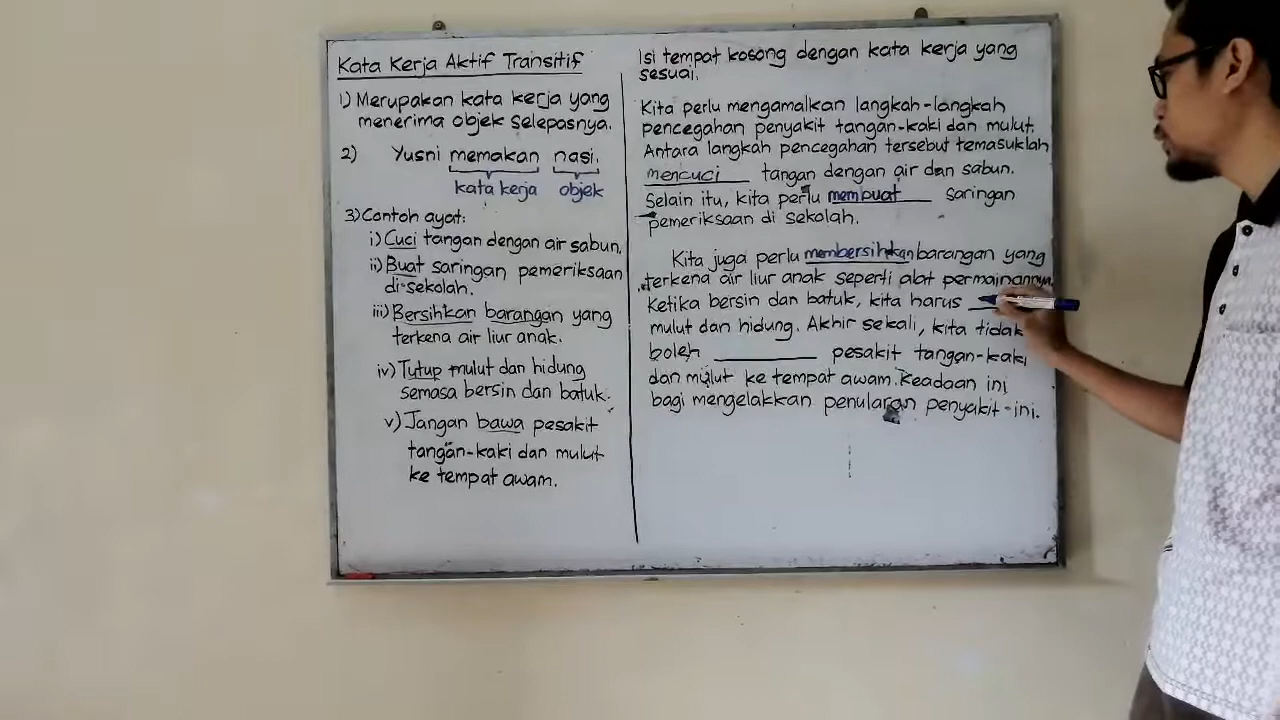 Kata Kerja Aktif Transitif
1) Merupakan kata kerja yang
menerima objek selepasnya.
2) Yusni memakan nasi.
kata kerja objek
3) Contoh ayat:
i) Cuci tangan dengan air sabun.
ii) Buat saringan pemeriksaan
di sekolah.
iii) Bersihkan barangan yang
terkena air liur anak.
iv) Tutup mulut dan hidung
semasa bersin dan batuk.
v) Jangan bawa pesakit
tangan-kaki dan mulut
ke tempat awam.
Isi tempat kosong dengan kata kerja yang
sesuai.
Kita perlu mengamalkan langkah-langkah
pencegahan penyakit tangan-kaki dan mulut.
Antara langkah pencegahan tersebut temasuklah
mencuci tangan dengan air dan sabun.
Selain itu, kita perlu membuat saringan
pemeriksaan di sekolah.
Kita juga perlu membersihkan barangan yang
terkena air liur anak seperti alat permainannya.
Ketika bersin dan batuk, kita harus
mulut dan hidung. Akhir sekali, kita tidak
boleh ________ pesakit tangan-kaki
dan mulut ke tempat awam. Keadaan ini
bagi mengelakkan penularan penyakit ini.